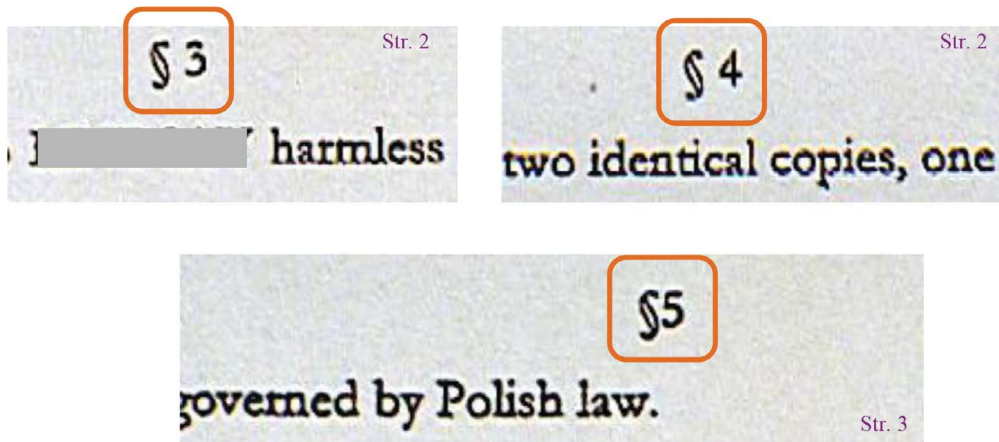 § 3
Str. 2
harmless
§ 4
Str. 2
two identical copies, one
§5
governed by Polish law.
Str. 3